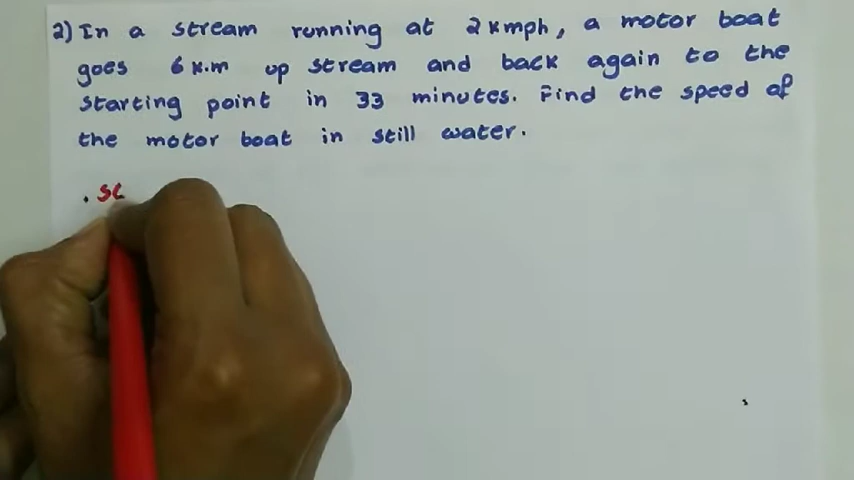 2) In a stream running at 2 kmph, a motor boat
goes 6 K.m up stream and back again to the
starting point in 33 minutes. Find the speed of
the motor boat in still water.
. so